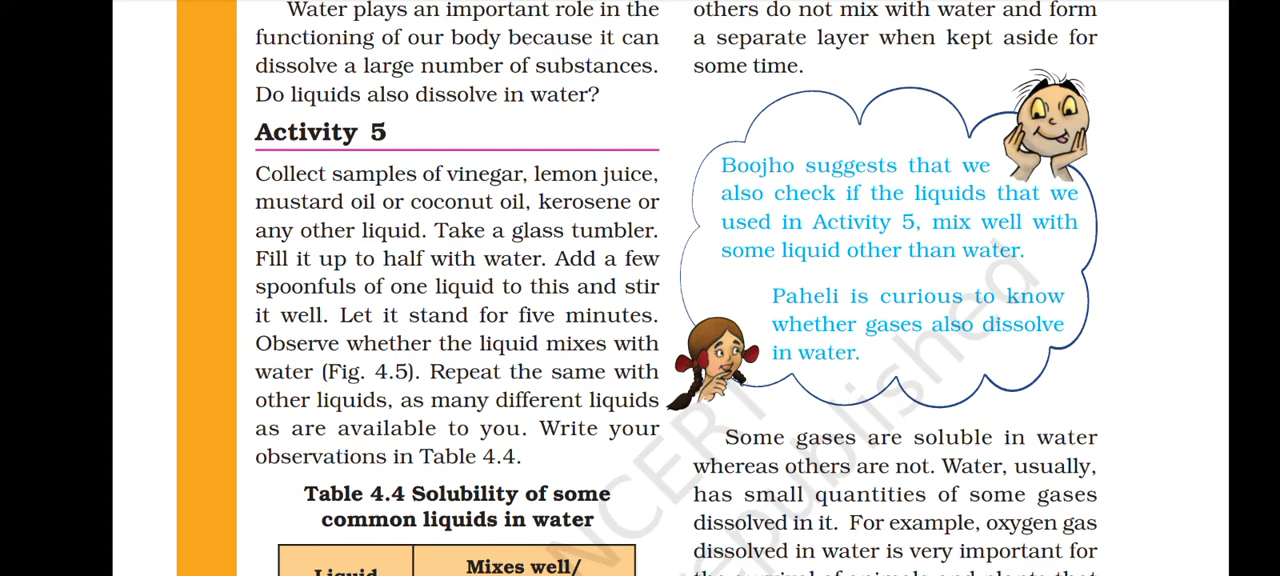 Water plays an important role in the
functioning of our body because it can
dissolve a large number of substances.
Do liquids also dissolve in water?
Activity 5
Collect samples of vinegar, lemon juice,
mustard oil or coconut oil, kerosene or
any other liquid. Take a glass tumbler.
Fill it up to half with water. Add a few
spoonfuls of one liquid to this and stir
it well. Let it stand for five minutes.
Observe whether the liquid mixes with
water (Fig. 4.5). Repeat the same with
other liquids, as many different liquids
as are available to you. Write your
observations in Table 4.4.
Table 4.4 Solubility of some
common liquids in water
Liquid
Mixes well/
others do not mix with water and form
a separate layer when kept aside for
some time.
Boojho suggests that we
also check if the liquids that we
used in Activity 5, mix well with
some liquid other than water.
Paheli is curious to know
whether gases also dissolve
in water.
Some gases are soluble in water
whereas others are not. Water, usually,
has small quantities of some gases
dissolved in it. For example, oxygen gas
dissolved in water is very important for
the survival of animals and plants that
NCERT
republished